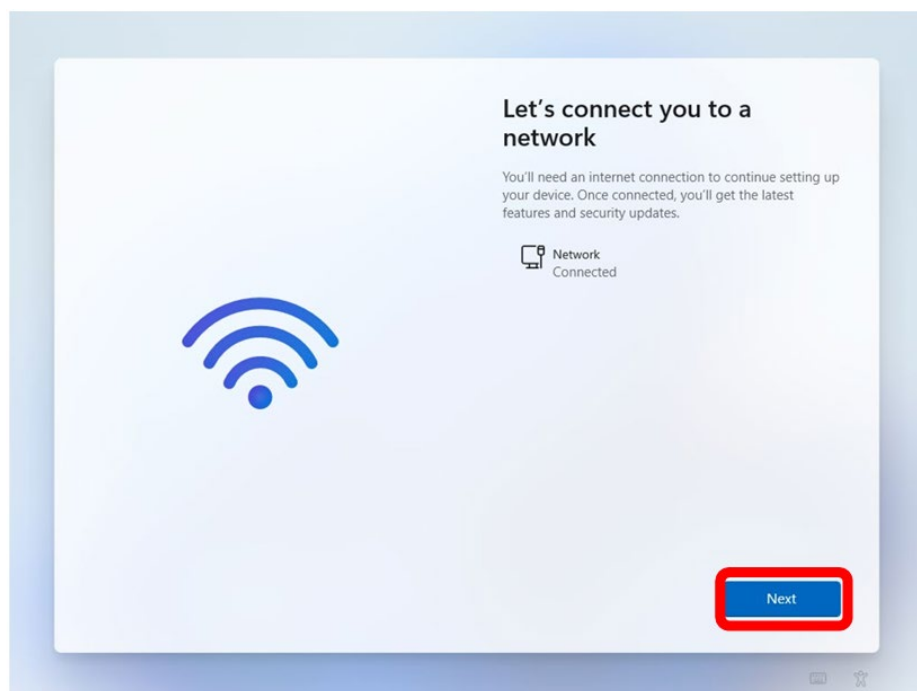 Let's connect you to a
network
You'll need an internet connection to continue setting up
your device. Once connected, you'll get the latest
features and security updates.
Network
Connected
Next